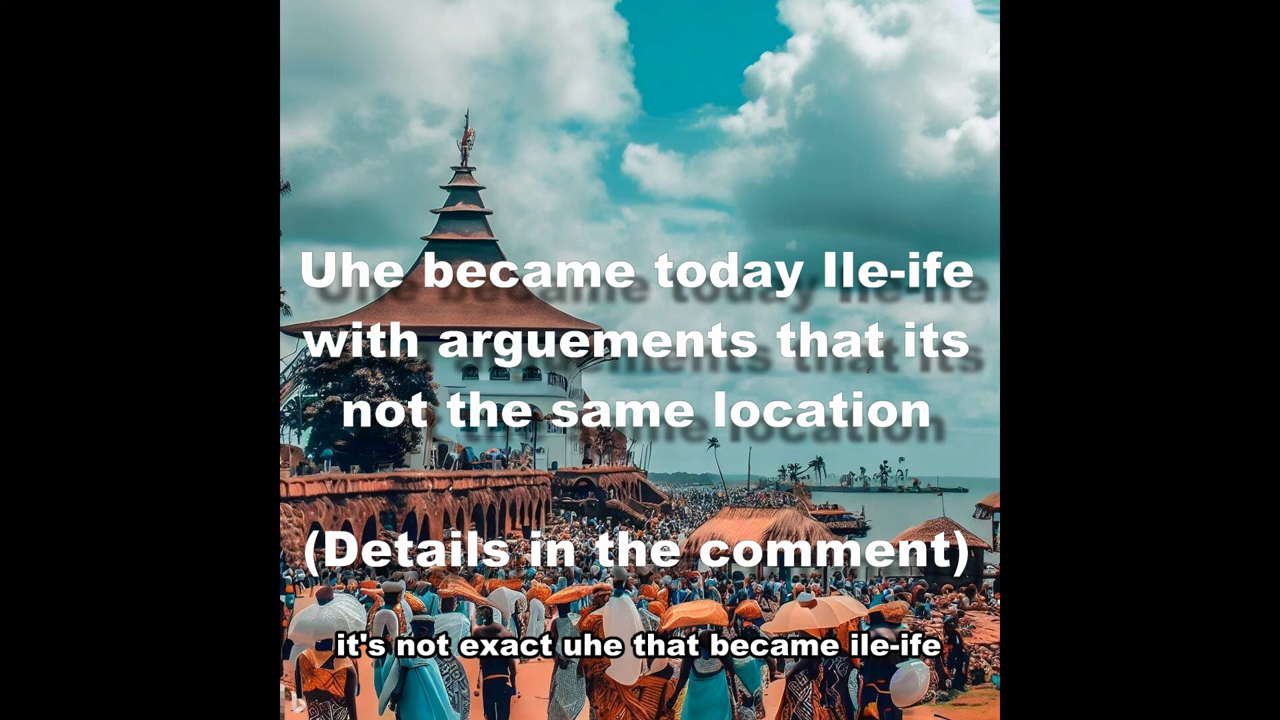 Uhe became today Ile-ife
with arguements that its
not the same location
(Details in the comment)
it's not exact uhe that became ile-ife